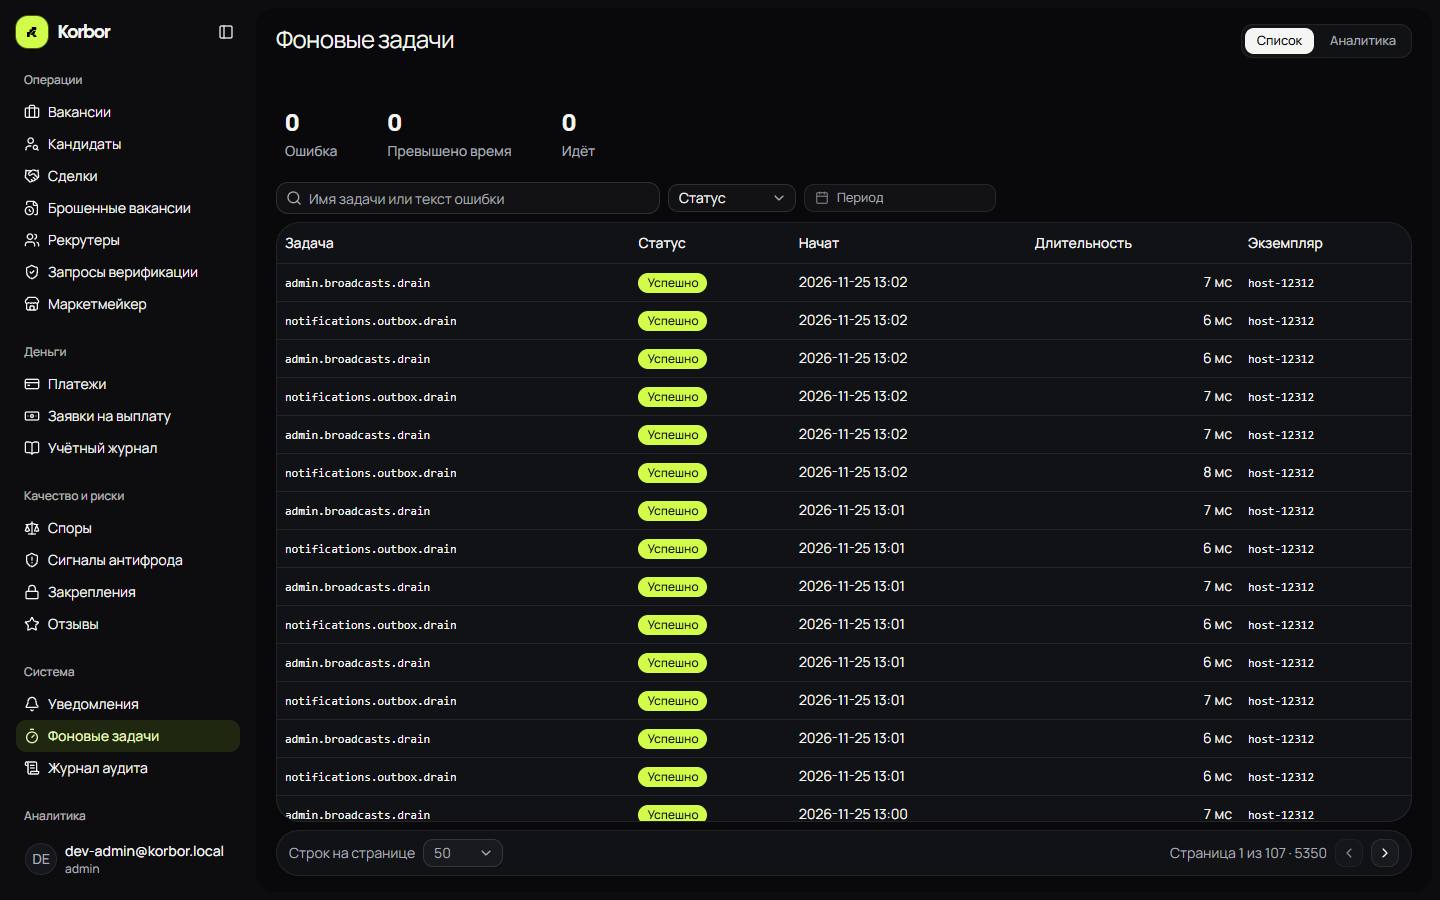 Korbor
Операции
Вакансии
Кандидаты
Сделки
Брошенные вакансии
Рекрутеры
Запросы верификации
Маркетмейкер
Деньги
Платежи
Заявки на выплату
Учётный журнал
Качество и риски
Споры
Сигналы антифрода
Закрепления
Отзывы
Система
Уведомления
Фоновые задачи
Журнал аудита
Аналитика
DE
dev-admin@korbor.local
admin
Фоновые задачи
Список Аналитика
0 0 0
Ошибка Превышено время Идёт
Имя задачи или текст ошибки Статус Период
Задача Статус Начат Длительность Экземпляр
admin.broadcasts.drain Успешно 2026-11-25 13:02 7 мс host-12312
notifications.outbox.drain Успешно 2026-11-25 13:02 6 мс host-12312
admin.broadcasts.drain Успешно 2026-11-25 13:02 6 мс host-12312
notifications.outbox.drain Успешно 2026-11-25 13:02 7 мс host-12312
admin.broadcasts.drain Успешно 2026-11-25 13:02 7 мс host-12312
notifications.outbox.drain Успешно 2026-11-25 13:02 8 мс host-12312
admin.broadcasts.drain Успешно 2026-11-25 13:01 7 мс host-12312
notifications.outbox.drain Успешно 2026-11-25 13:01 6 мс host-12312
admin.broadcasts.drain Успешно 2026-11-25 13:01 7 мс host-12312
notifications.outbox.drain Успешно 2026-11-25 13:01 6 мс host-12312
admin.broadcasts.drain Успешно 2026-11-25 13:01 6 мс host-12312
notifications.outbox.drain Успешно 2026-11-25 13:01 7 мс host-12312
admin.broadcasts.drain Успешно 2026-11-25 13:01 6 мс host-12312
notifications.outbox.drain Успешно 2026-11-25 13:01 6 мс host-12312
admin.broadcasts.drain Успешно 2026-11-25 13:00 7 мс host-12312
Строк на странице 50 Страница 1 из 107 · 5350